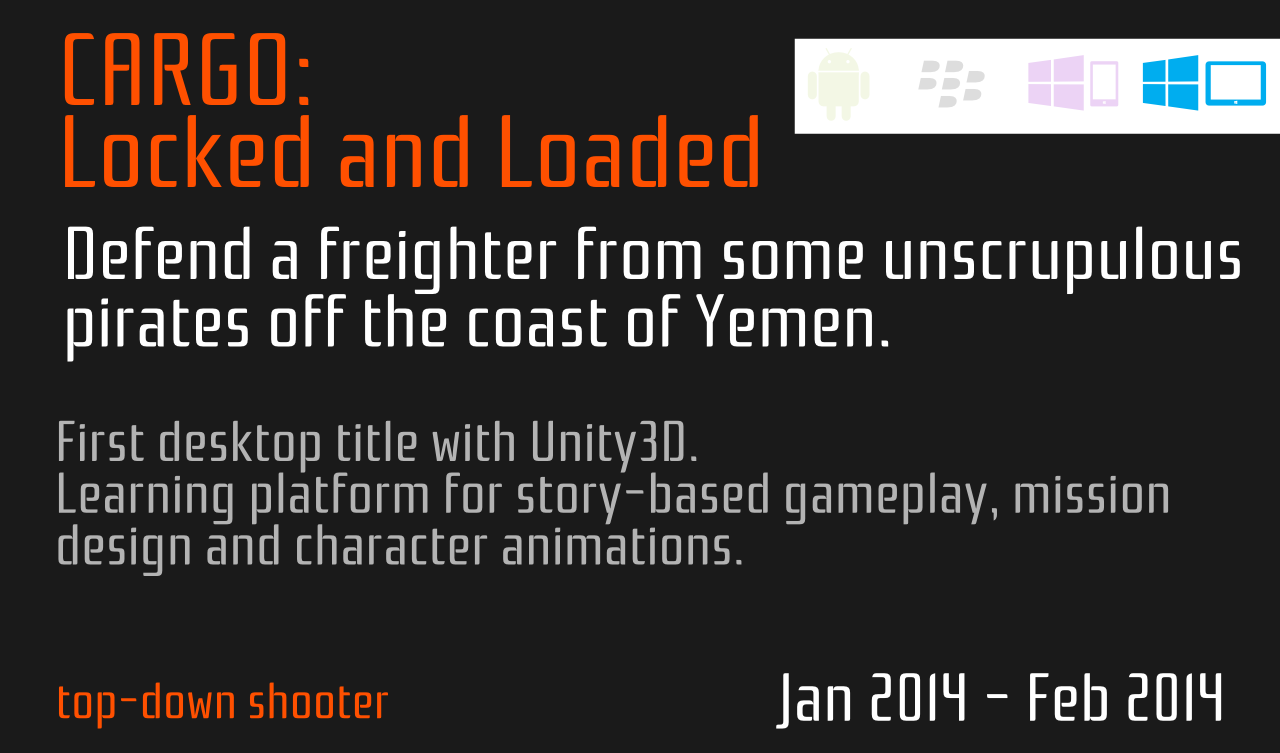 CARGO:
Locked and Loaded
Defend a freighter from some unscrupulous
pirates off the coast of Yemen.
First desktop title with Unity3D.
Learning platform for story-based gameplay, mission
design and character animations.
top-down shooter
Jan 2014 - Feb 2014